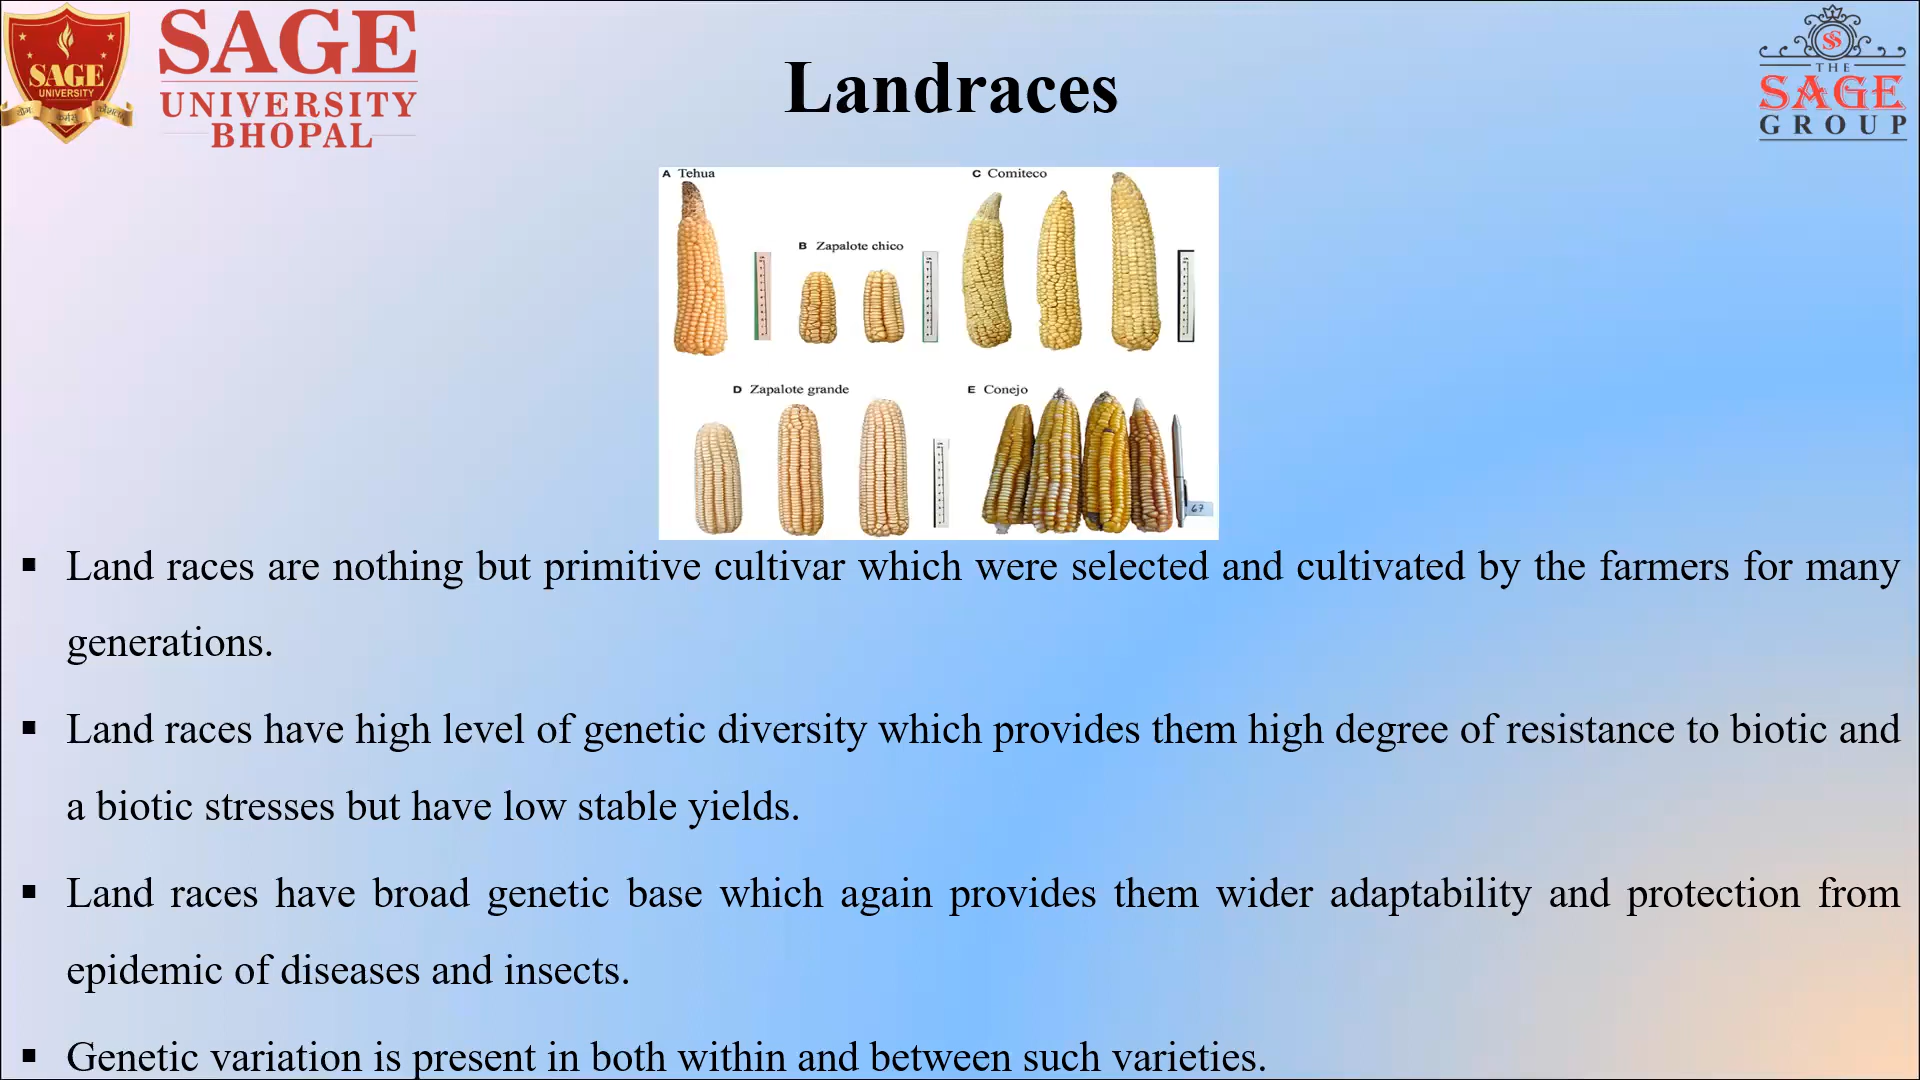 SAGE
UNIVERSITY
SAGE
UNIVERSITY
BHOPAL
Landraces
THE
SAGE
GROUP
A Tehua
C Comiteco
B Zapalote chico
D Zapalote grande
E Conejo
67
▪ Land races are nothing but primitive cultivar which were selected and cultivated by the farmers for many
generations.
▪ Land races have high level of genetic diversity which provides them high degree of resistance to biotic and
a biotic stresses but have low stable yields.
▪ Land races have broad genetic base which again provides them wider adaptability and protection from
epidemic of diseases and insects.
▪ Genetic variation is present in both within and between such varieties.